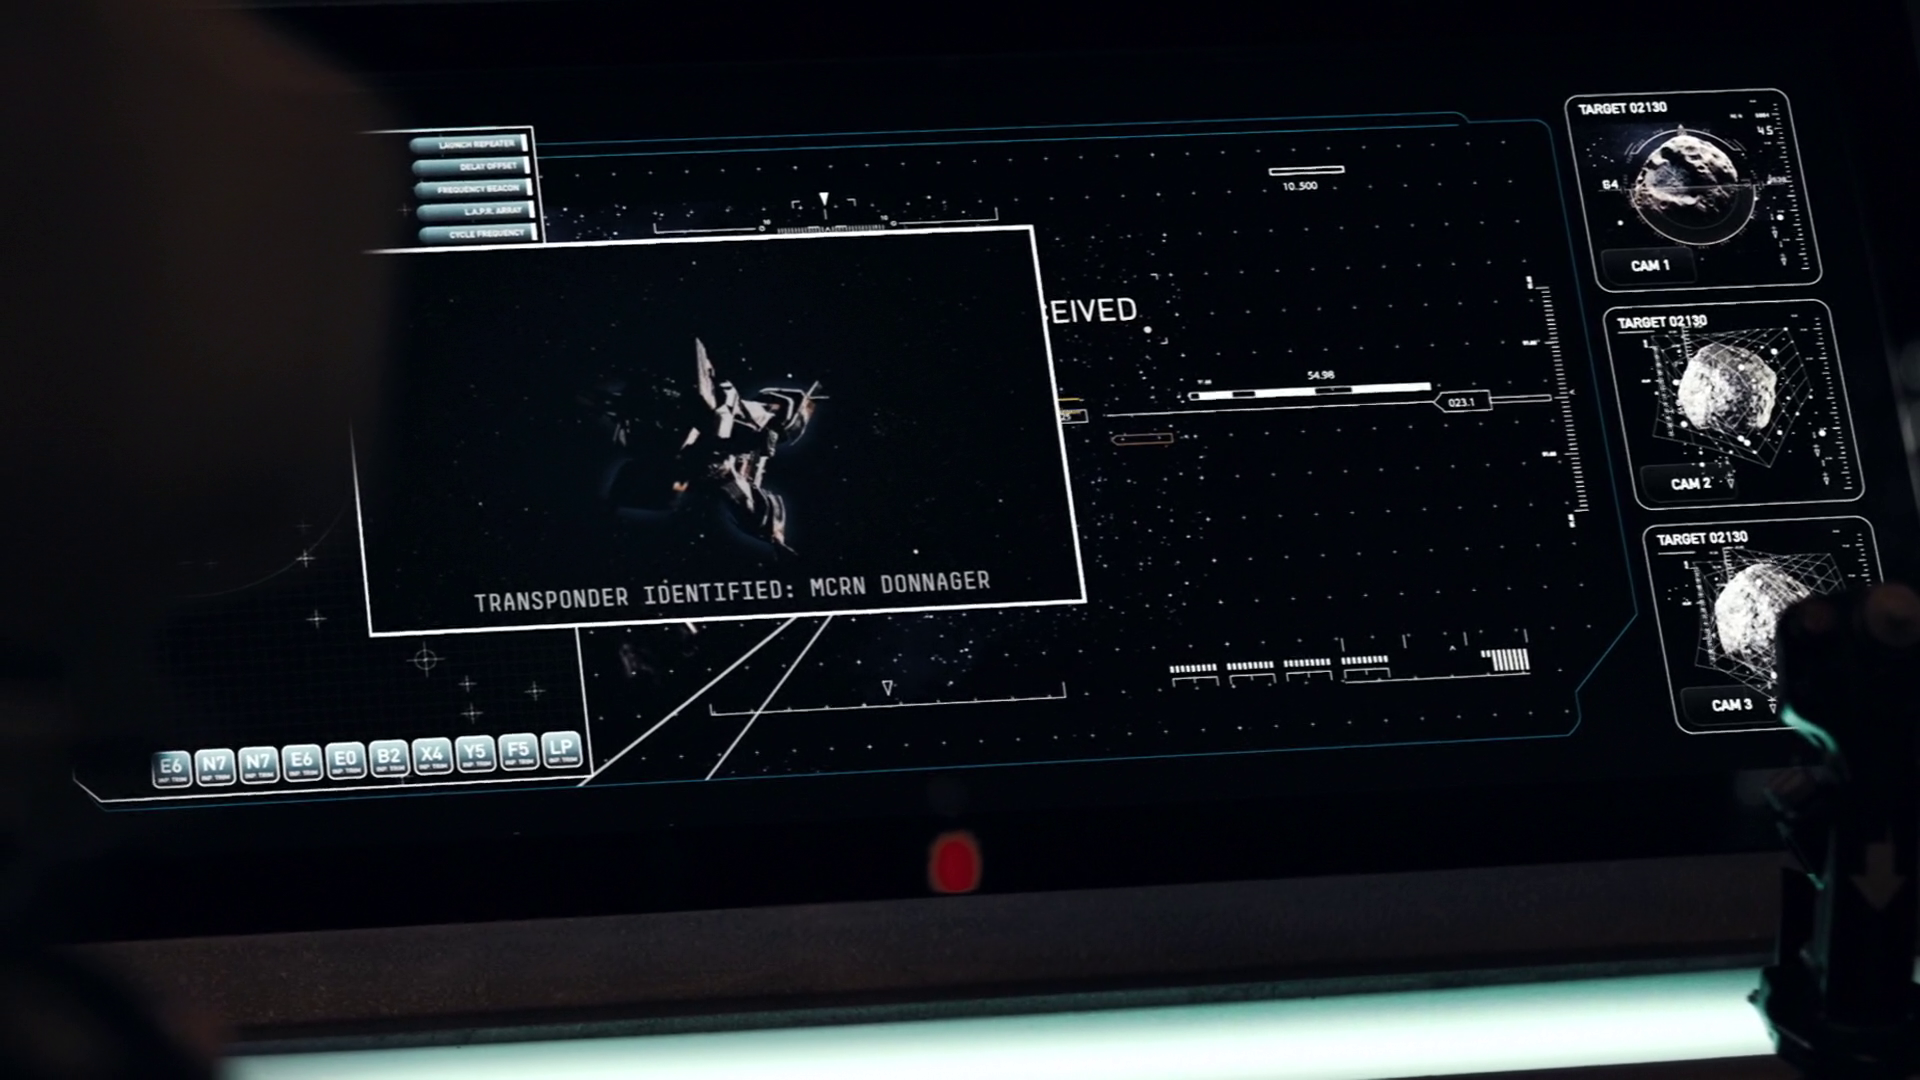 LAUNCH REPEATER
DELAY OFFSET
FREQUENCY BEACON
L.A.P.R. ARRAY
CYCLE FREQUENCY
10.500
EIVED
54.98
023.1
TRANSPONDER IDENTIFIED: MCRN DONNAGER
E6 N7 N7 E6 E0 B2 X4 Y5 F5 LP
TARGET 02130
45
64
CAM 1
TARGET 02130
CAM 2
TARGET 02130
CAM 3